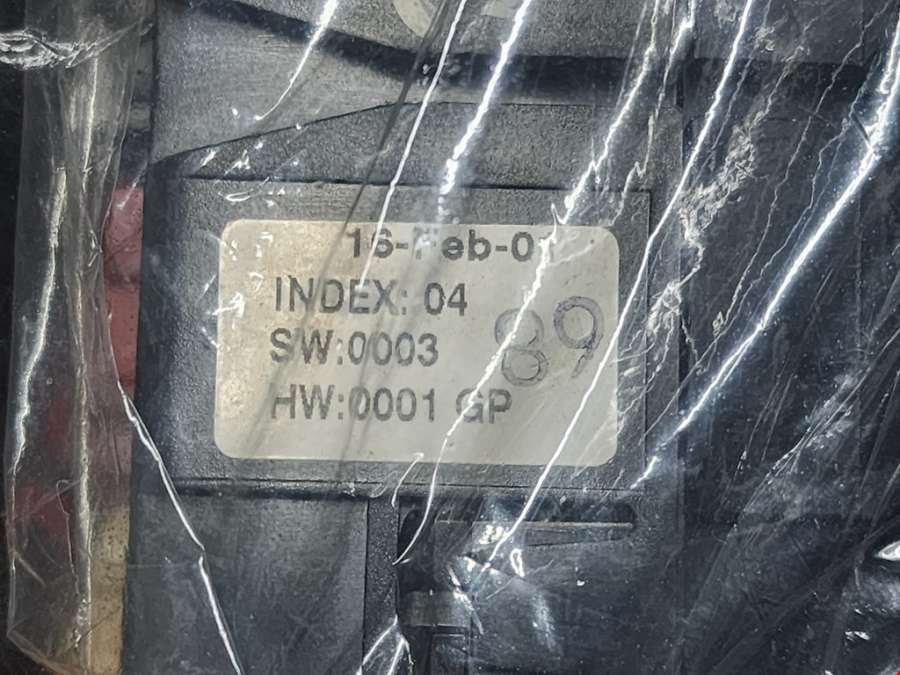 16-Feb-01
INDEX: 04
SW:0003
89
HW:0001 GP